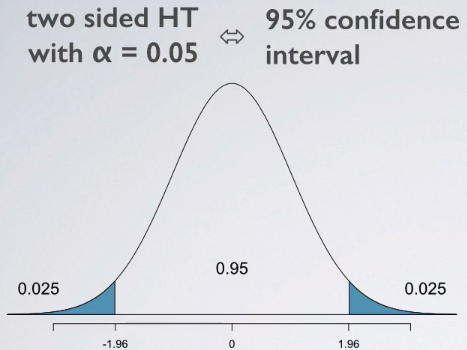 two sided HT
with α = 0.05
⇔
95% confidence
interval
0.95
0.025
0.025
-1.96
0
1.96